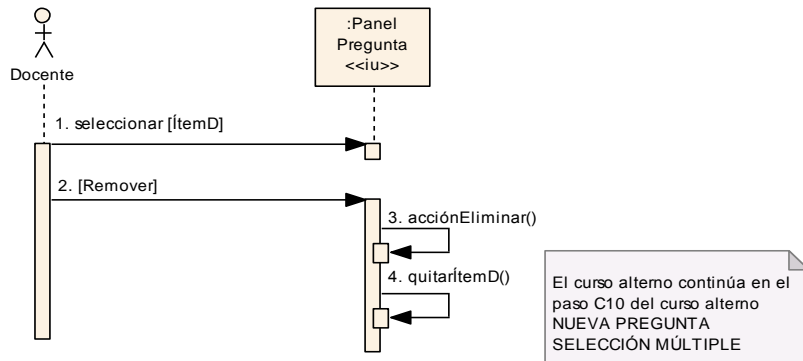 :Panel
Pregunta
<<iu>>
Docente
1. seleccionar [ÍtemD]
2. [Remover]
3. acciónEliminar()
4. quitarÍtemD()
El curso alterno continúa en el
paso C10 del curso alterno
NUEVA PREGUNTA
SELECCIÓN MÚLTIPLE